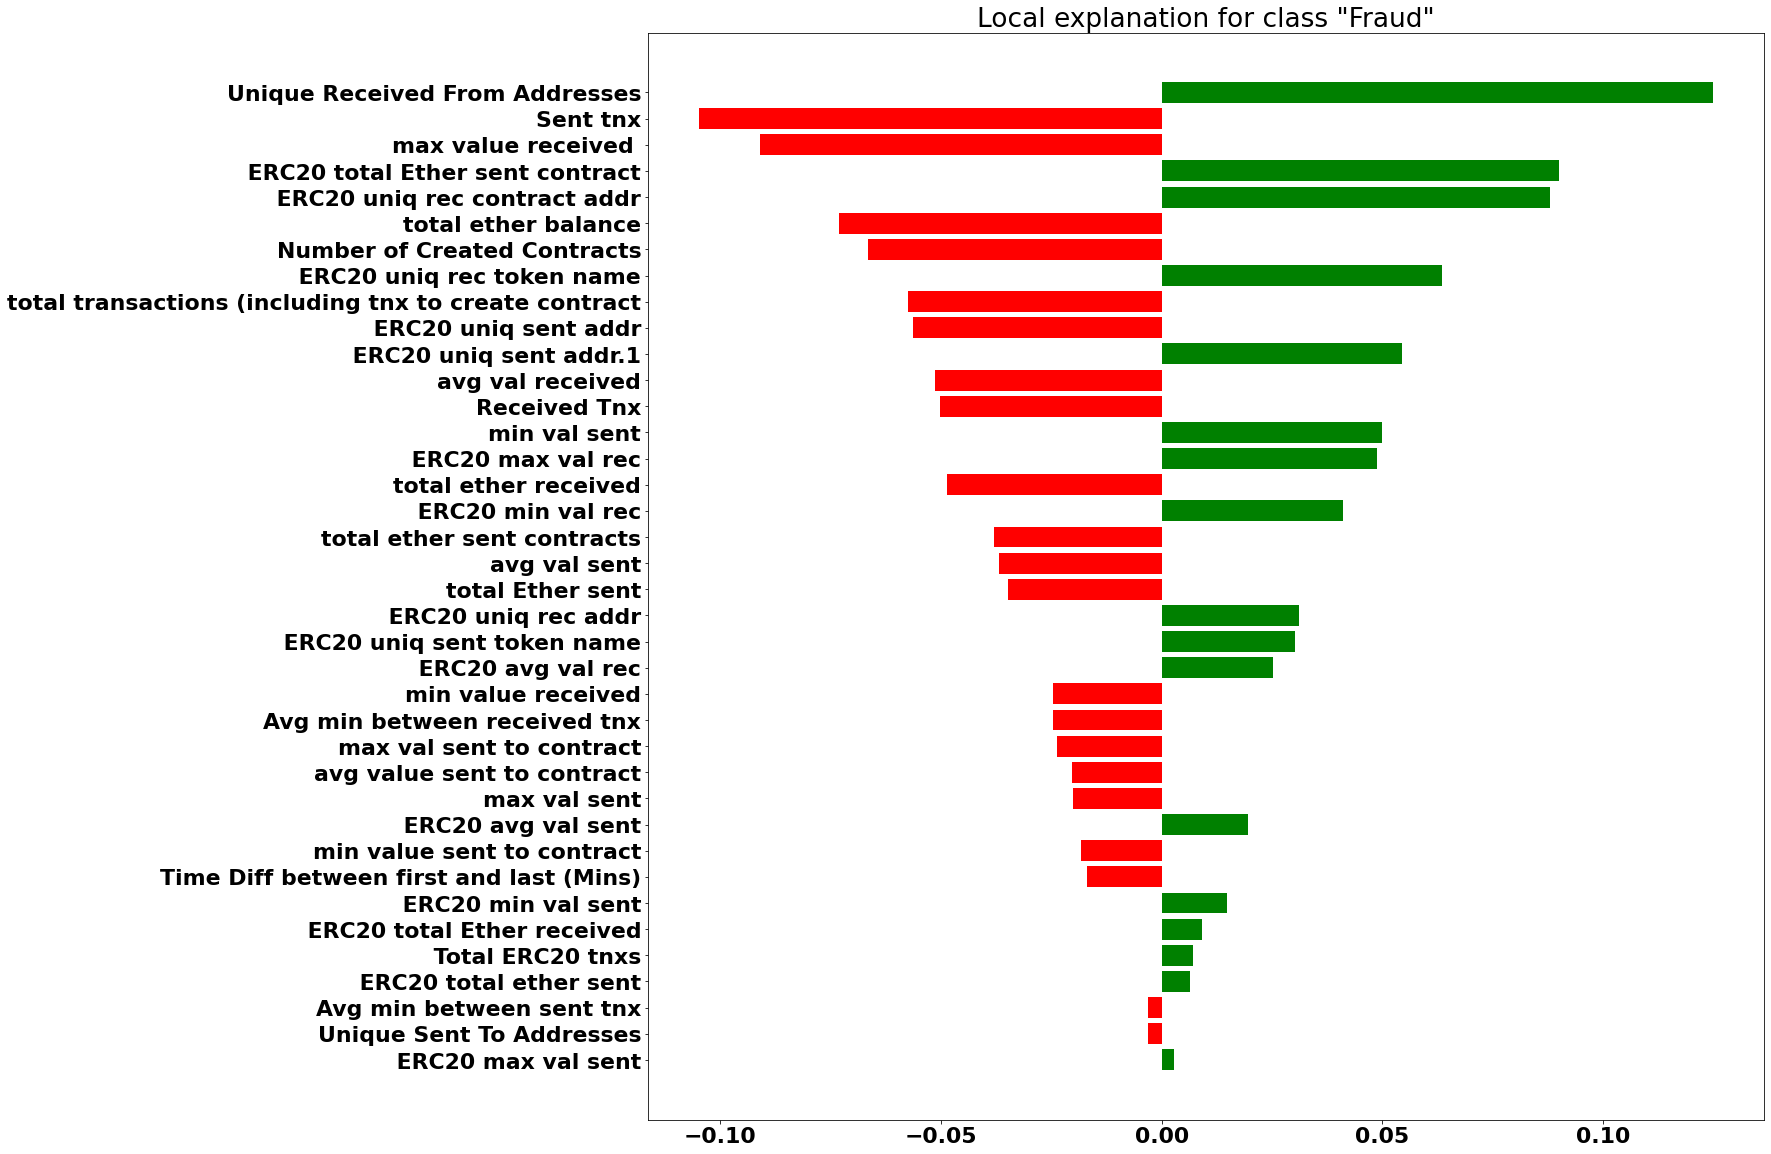 Local explanation for class "Fraud"
Unique Received From Addresses
Sent tnx
max value received
ERC20 total Ether sent contract
ERC20 uniq rec contract addr
total ether balance
Number of Created Contracts
ERC20 uniq rec token name
total transactions (including tnx to create contract
ERC20 uniq sent addr
ERC20 uniq sent addr.1
avg val received
Received Tnx
min val sent
ERC20 max val rec
total ether received
ERC20 min val rec
total ether sent contracts
avg val sent
total Ether sent
ERC20 uniq rec addr
ERC20 uniq sent token name
ERC20 avg val rec
min value received
Avg min between received tnx
max val sent to contract
avg value sent to contract
max val sent
ERC20 avg val sent
min value sent to contract
Time Diff between first and last (Mins)
ERC20 min val sent
ERC20 total Ether received
Total ERC20 tnxs
ERC20 total ether sent
Avg min between sent tnx
Unique Sent To Addresses
ERC20 max val sent
−0.10 −0.05 0.00 0.05 0.10